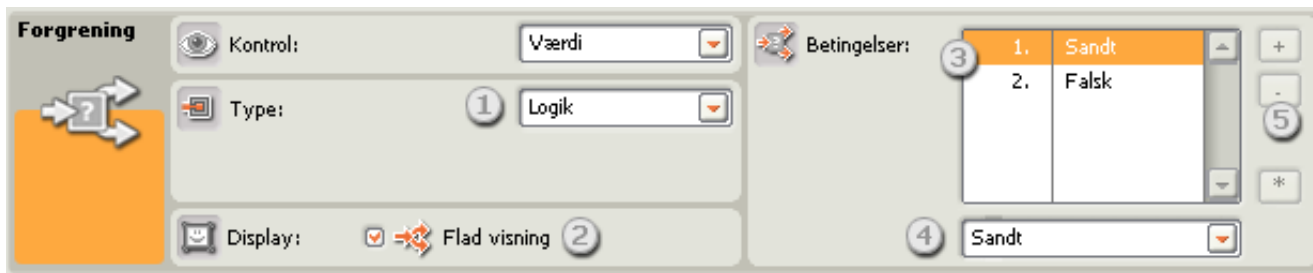 Forgrening
Kontrol: Værdi
Type: 1 Logik
Display: Flad visning 2
Betingelser: 3 1. Sandt
2. Falsk
4 Sandt
+
-
5
*